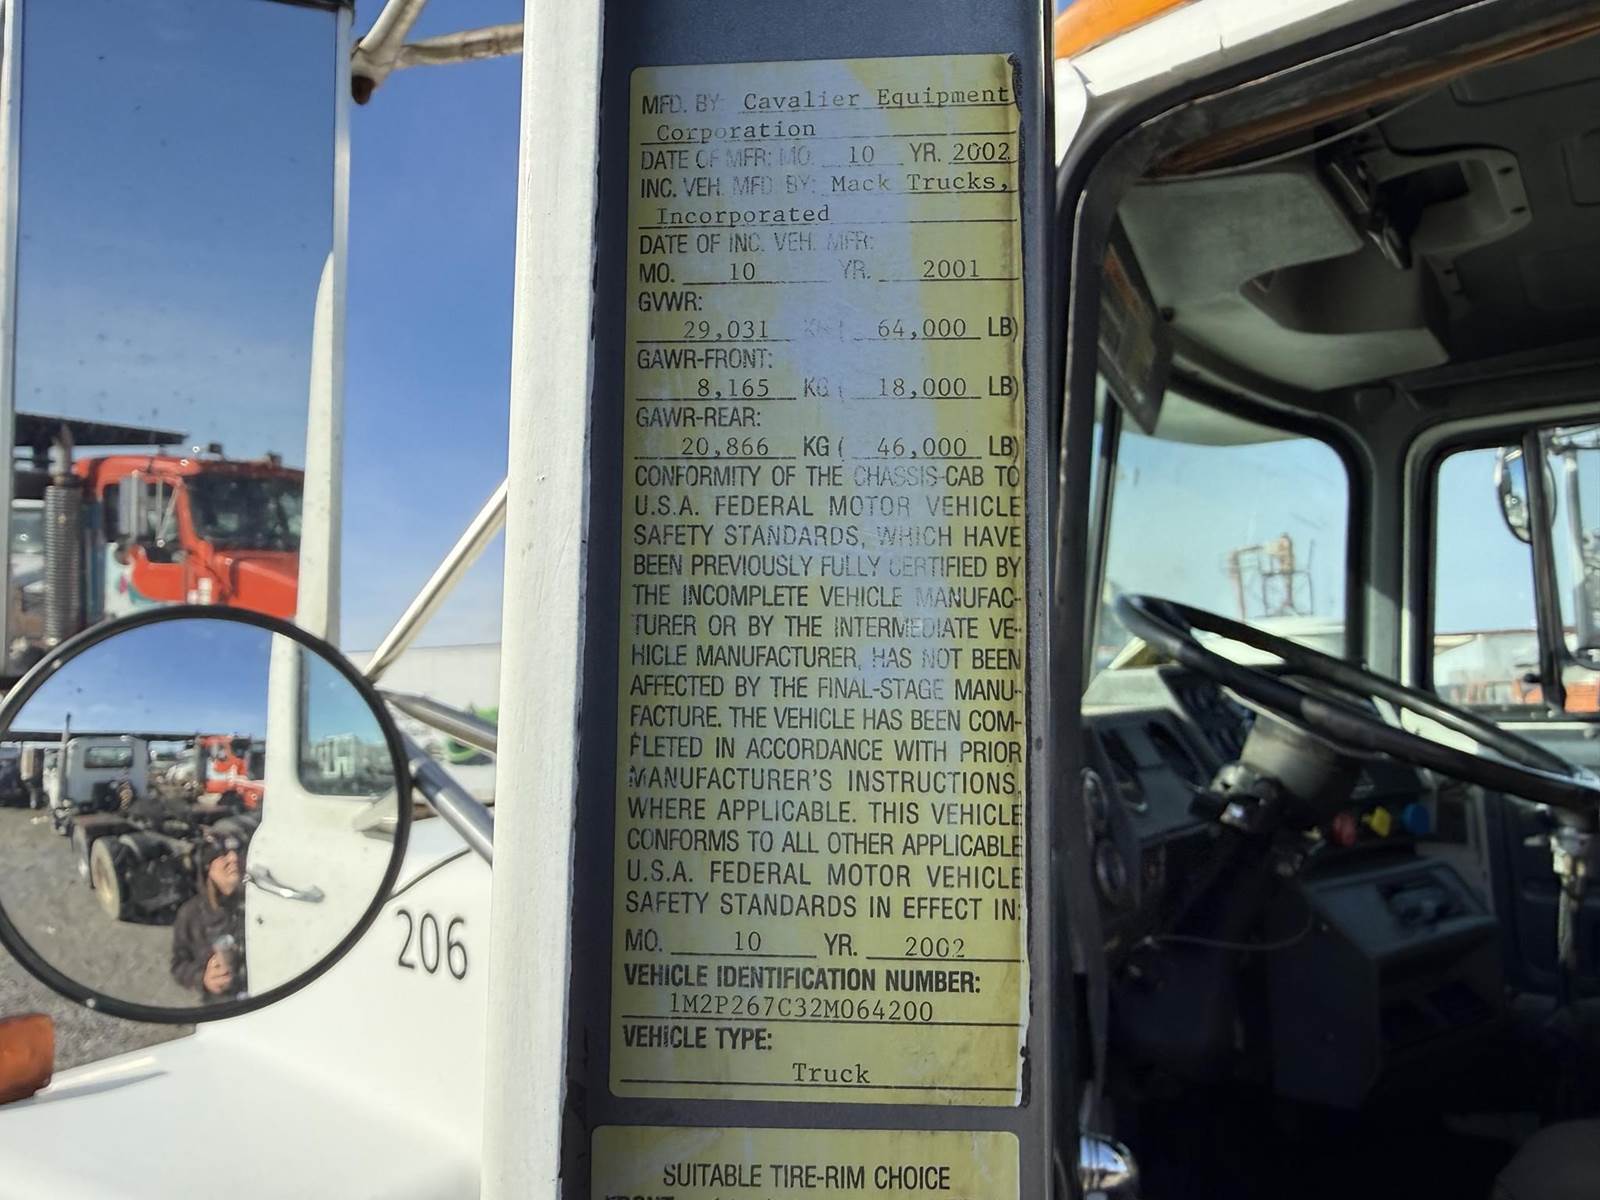 MFD. BY: Cavalier Equipment
Corporation
DATE OF MFR: MO. 10 YR. 2002
INC. VEH. MFD BY: Mack Trucks,
Incorporated
DATE OF INC. VEH. MFR:
MO. 10 YR. 2001
GVWR:
29,031 KG ( 64,000 LB)
GAWR-FRONT:
8,165 KG ( 18,000 LB)
GAWR-REAR:
20,866 KG ( 46,000 LB)
CONFORMITY OF THE CHASSIS-CAB TO
U.S.A. FEDERAL MOTOR VEHICLE
SAFETY STANDARDS, WHICH HAVE
BEEN PREVIOUSLY FULLY CERTIFIED BY
THE INCOMPLETE VEHICLE MANUFAC-
TURER OR BY THE INTERMEDIATE VE-
HICLE MANUFACTURER, HAS NOT BEEN
AFFECTED BY THE FINAL-STAGE MANU-
FACTURE. THE VEHICLE HAS BEEN COM-
PLETED IN ACCORDANCE WITH PRIOR
MANUFACTURER'S INSTRUCTIONS,
WHERE APPLICABLE. THIS VEHICLE
CONFORMS TO ALL OTHER APPLICABLE
U.S.A. FEDERAL MOTOR VEHICLE
SAFETY STANDARDS IN EFFECT IN:
MO. 10 YR. 2002
VEHICLE IDENTIFICATION NUMBER:
1M2P267C32M064200
VEHICLE TYPE:
Truck
SUITABLE TIRE-RIM CHOICE
206